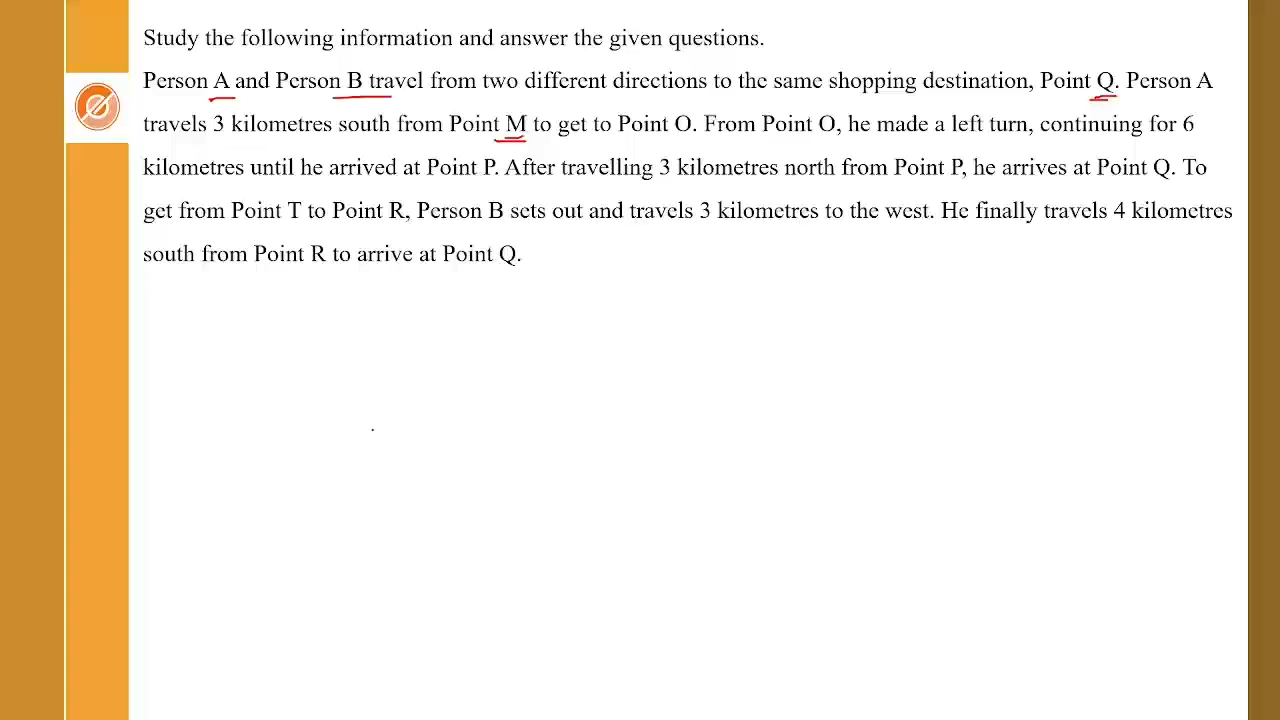 Study the following information and answer the given questions.
Person A and Person B travel from two different directions to the same shopping destination, Point Q. Person A
travels 3 kilometres south from Point M to get to Point O. From Point O, he made a left turn, continuing for 6
kilometres until he arrived at Point P. After travelling 3 kilometres north from Point P, he arrives at Point Q. To
get from Point T to Point R, Person B sets out and travels 3 kilometres to the west. He finally travels 4 kilometres
south from Point R to arrive at Point Q.